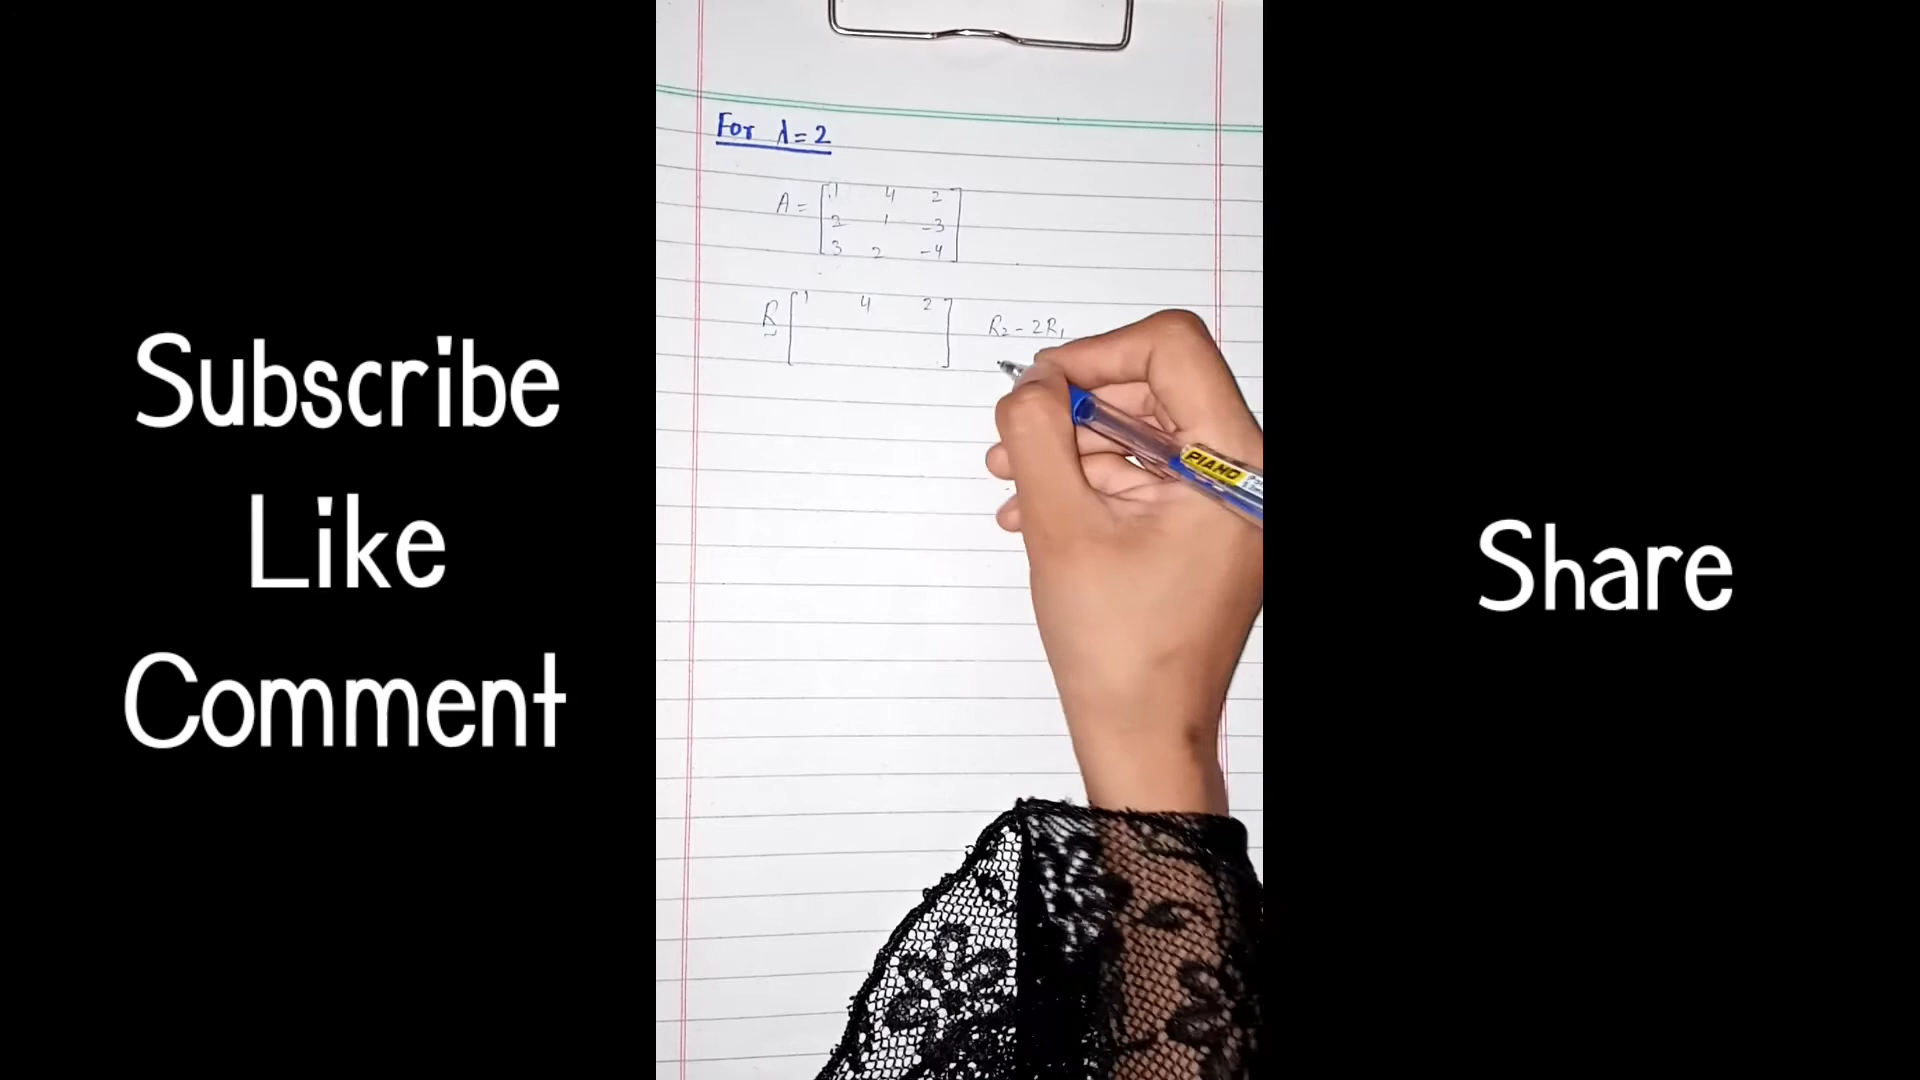 Subscribe
Like
Comment
For λ=2
A = [1 4 2
2 1 -3
3 2 -4]
R [1 4 2] R₂ - 2R₁
~
PIANO
Share